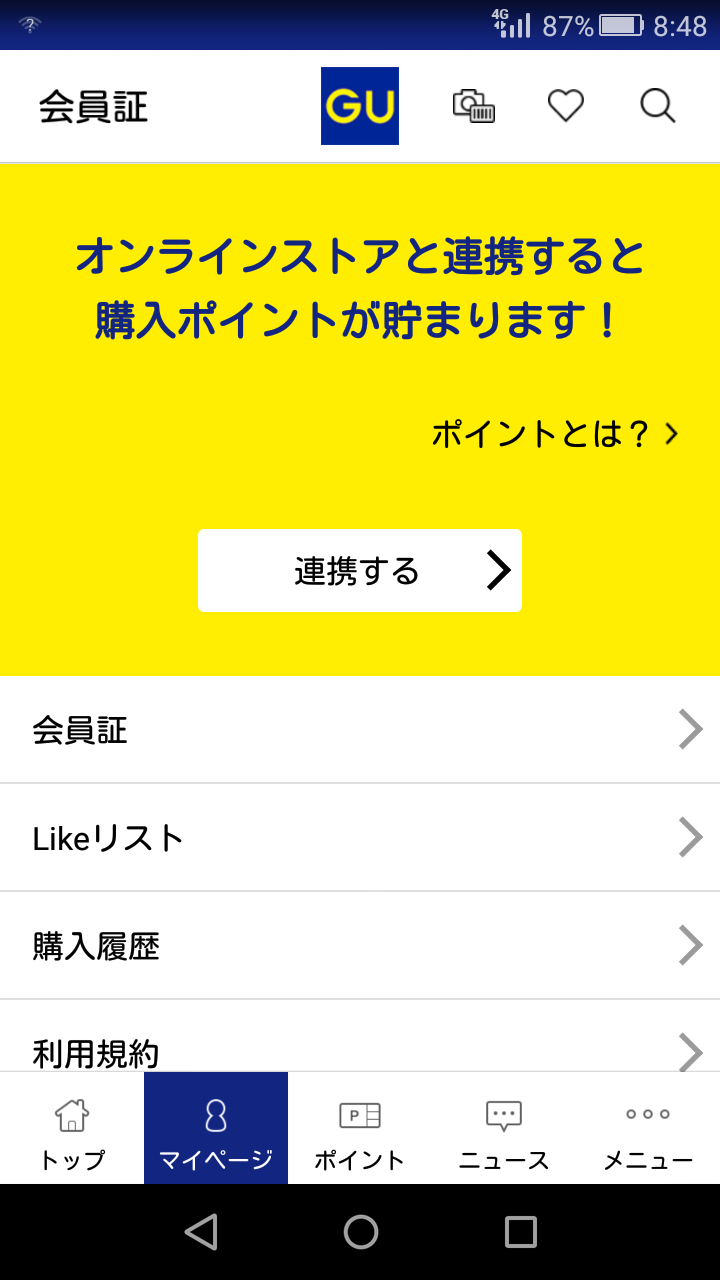 4G 87% 8:48
会員証 GU
オンラインストアと連携すると
購入ポイントが貯まります！
ポイントとは？
連携する
会員証
Likeリスト
購入履歴
利用規約
P
トップ マイページ ポイント ニュース メニュー